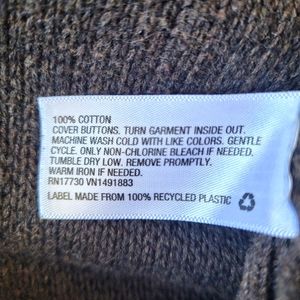 100% COTTON
COVER BUTTONS. TURN GARMENT INSIDE OUT.
MACHINE WASH COLD WITH LIKE COLORS. GENTLE
CYCLE. ONLY NON-CHLORINE BLEACH IF NEEDED.
TUMBLE DRY LOW. REMOVE PROMPTLY.
WARM IRON IF NEEDED.
RN17730 VN1491883
LABEL MADE FROM 100% RECYCLED PLASTIC